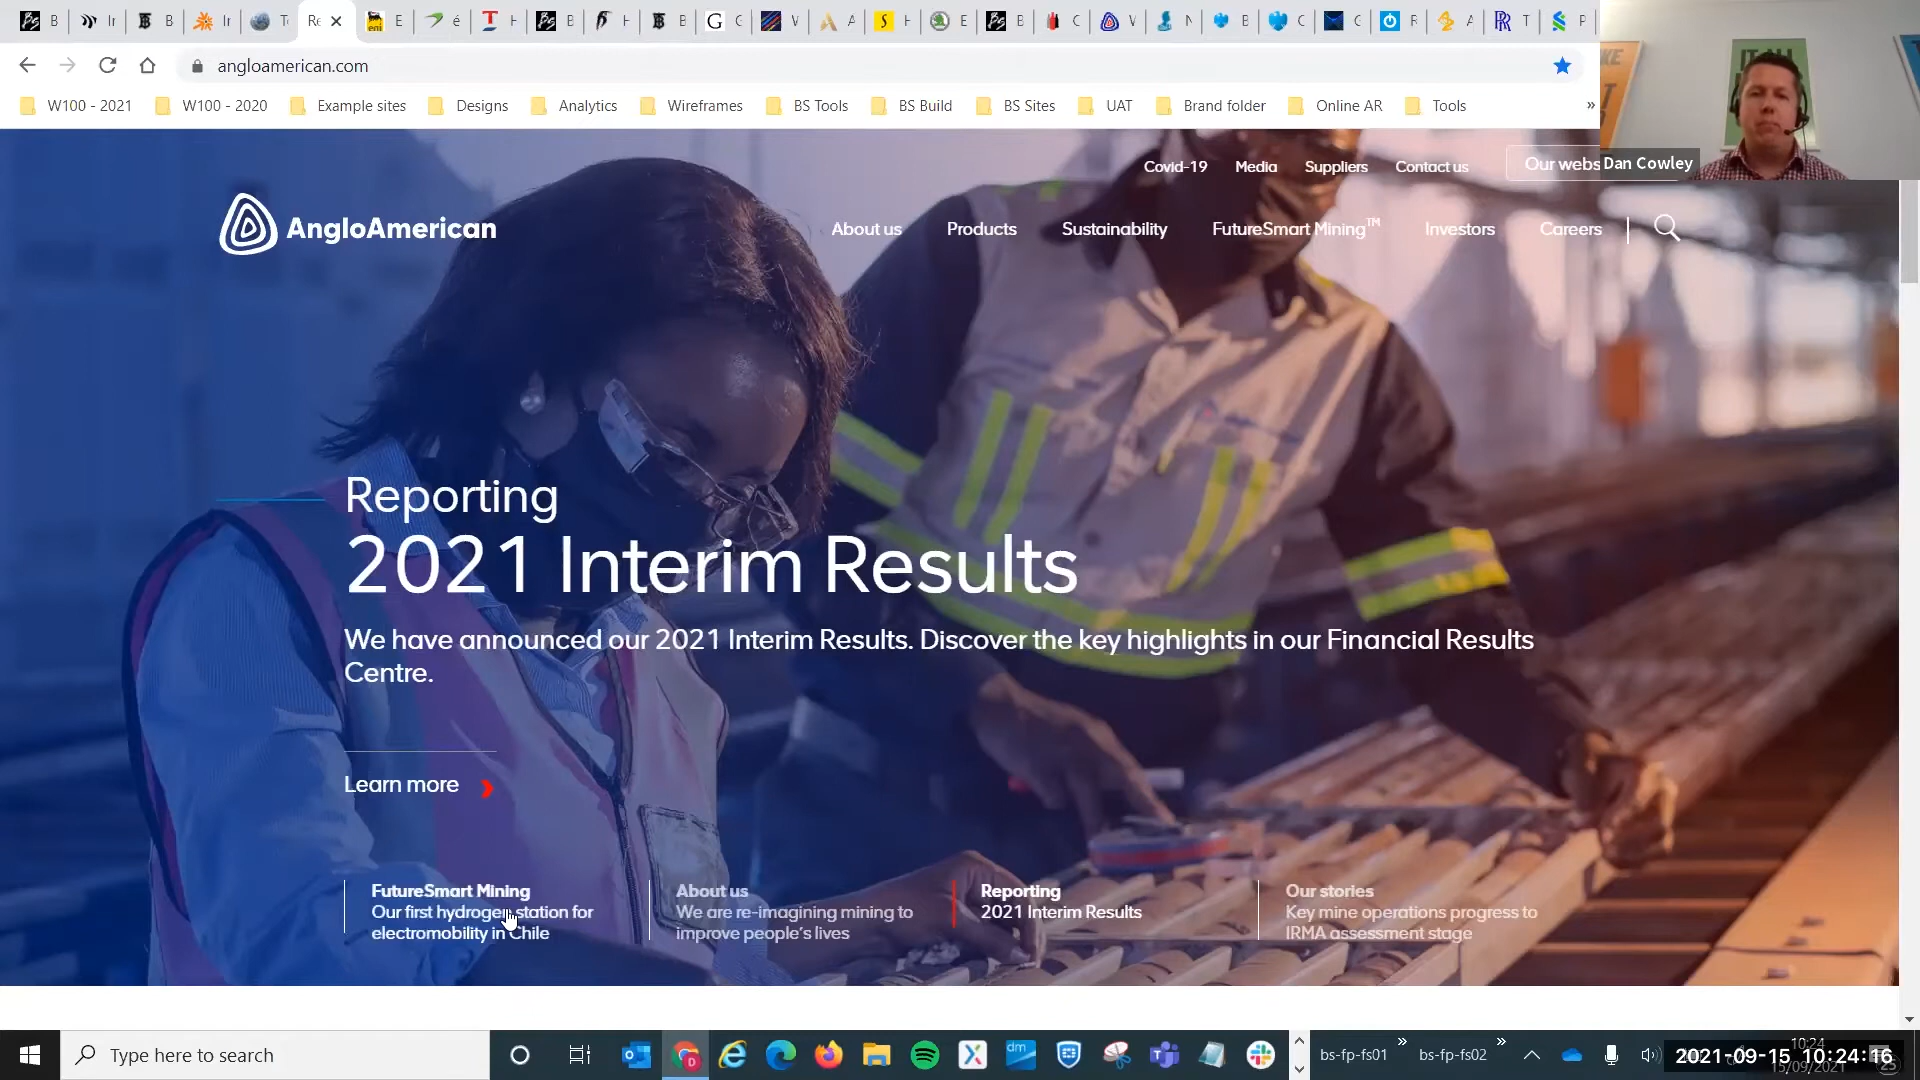 angloamerican.com
W100 - 2021
W100 - 2020
Example sites
Designs
Analytics
Wireframes
BS Tools
BS Build
BS Sites
UAT
Brand folder
Online AR
Tools
»
Dan Cowley
Covid-19
Media
Suppliers
Contact us
Our webs
AngloAmerican
About us
Products
Sustainability
FutureSmart Mining™
Investors
Careers
Reporting
2021 Interim Results
We have announced our 2021 Interim Results. Discover the key highlights in our Financial Results
Centre.
Learn more
FutureSmart Mining
Our first hydrogen station for
electromobility in Chile
About us
We are re-imagining mining to
improve people's lives
Reporting
2021 Interim Results
Our stories
Key mine operations progress to
IRMA assessment stage
Type here to search
bs-fp-fs01
»
bs-fp-fs02
»
10:24
15/09/2021
2021-09-15 10:24:16